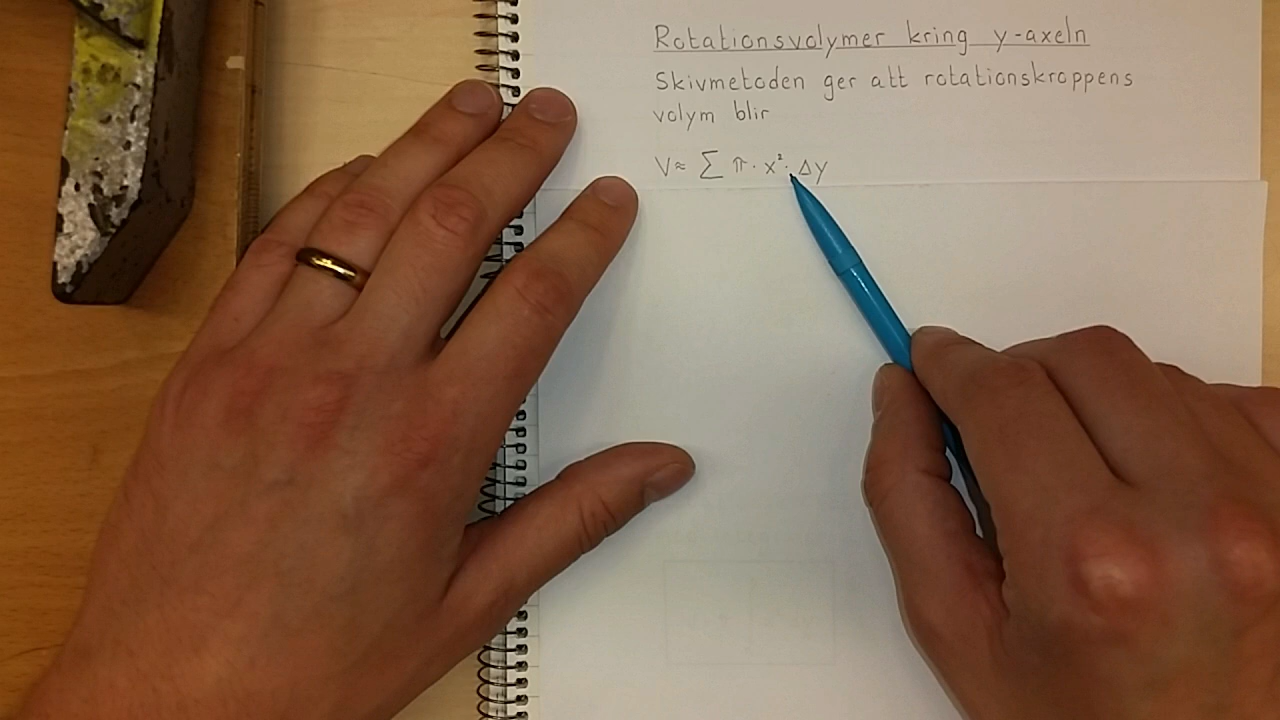 Rotationsvolymer kring y-axeln
Skivmetoden ger att rotationskroppens
volym blir
V≈ ∑ π · x² · Δy